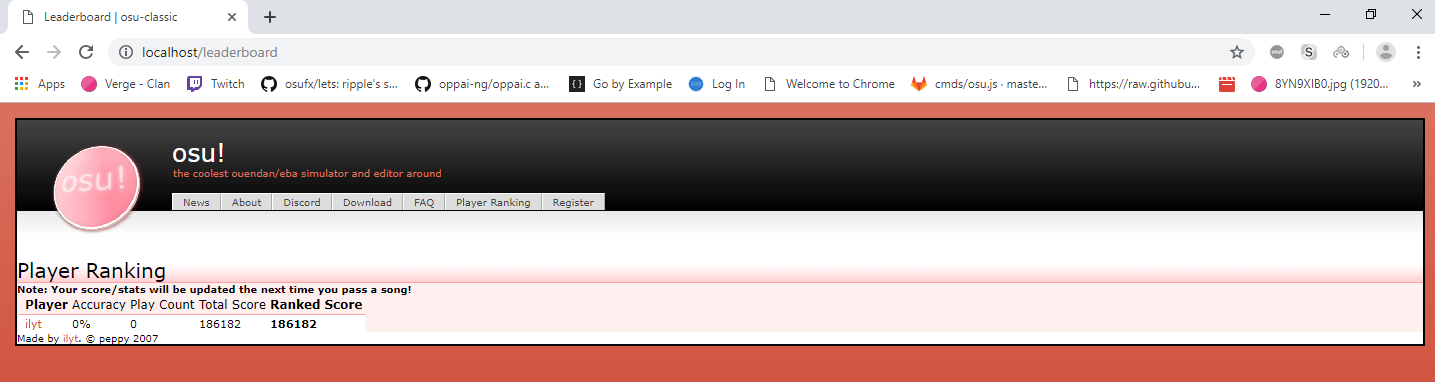 Leaderboard | osu-classic
localhost/leaderboard
osu!
S
Apps
Verge - Clan
Twitch
osufx/lets: ripple's s...
oppai-ng/oppai.c a...
Go by Example
Log In
Welcome to Chrome
cmds/osu.js · maste...
https://raw.githubu...
8YN9XIB0.jpg (1920...
osu!
osu!
the coolest ouendan/eba simulator and editor around
News About Discord Download FAQ Player Ranking Register
Player Ranking
Note: Your score/stats will be updated the next time you pass a song!
Player Accuracy Play Count Total Score Ranked Score
ilyt 0% 0 186182 186182
Made by ilyt. © peppy 2007